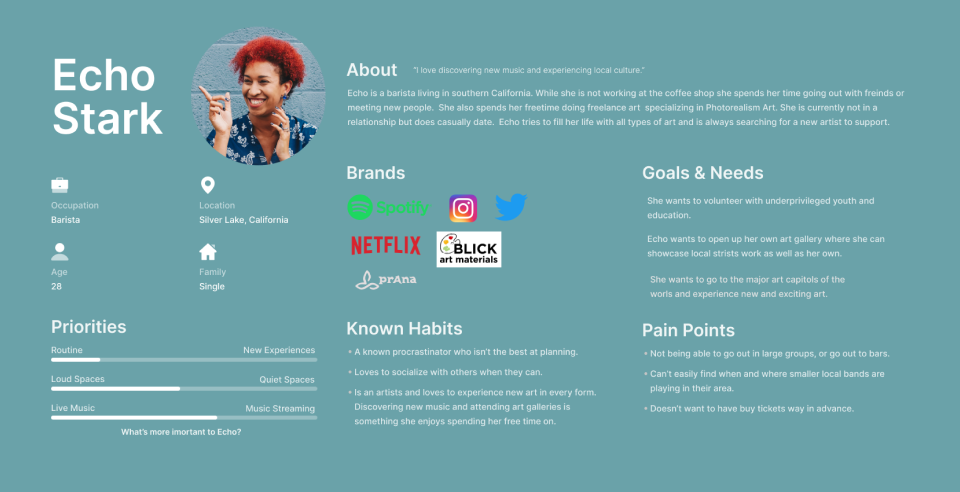 Echo
Stark
About
"I love discovering new music and experiencing local culture."
Echo is a barista living in southern California. While she is not working at the coffee shop she spends her time going out with freinds or
meeting new people. She also spends her freetime doing freelance art specializing in Photorealism Art. She is currently not in a
relationship but does casually date. Echo tries to fill her life with all types of art and is always searching for a new artist to support.
Occupation
Barista
Location
Silver Lake, California
Age
28
Family
Single
Priorities
Routine New Experiences
Loud Spaces Quiet Spaces
Live Music Music Streaming
What's more imortant to Echo?
Brands
Spotify
NETFLIX
BLICK
art materials
prAna
Known Habits
• A known procrastinator who isn't the best at planning.
• Loves to socialize with others when they can.
• Is an artists and loves to experience new art in every form.
Discovering new music and attending art galleries is
something she enjoys spending her free time on.
Goals & Needs
She wants to volunteer with underprivileged youth and
education.
Echo wants to open up her own art gallery where she can
showcase local strists work as well as her own.
She wants to go to the major art capitols of the
worls and experience new and exciting art.
Pain Points
• Not being able to go out in large groups, or go out to bars.
• Can't easily find when and where smaller local bands are
playing in their area.
• Doesn't want to have buy tickets way in advance.